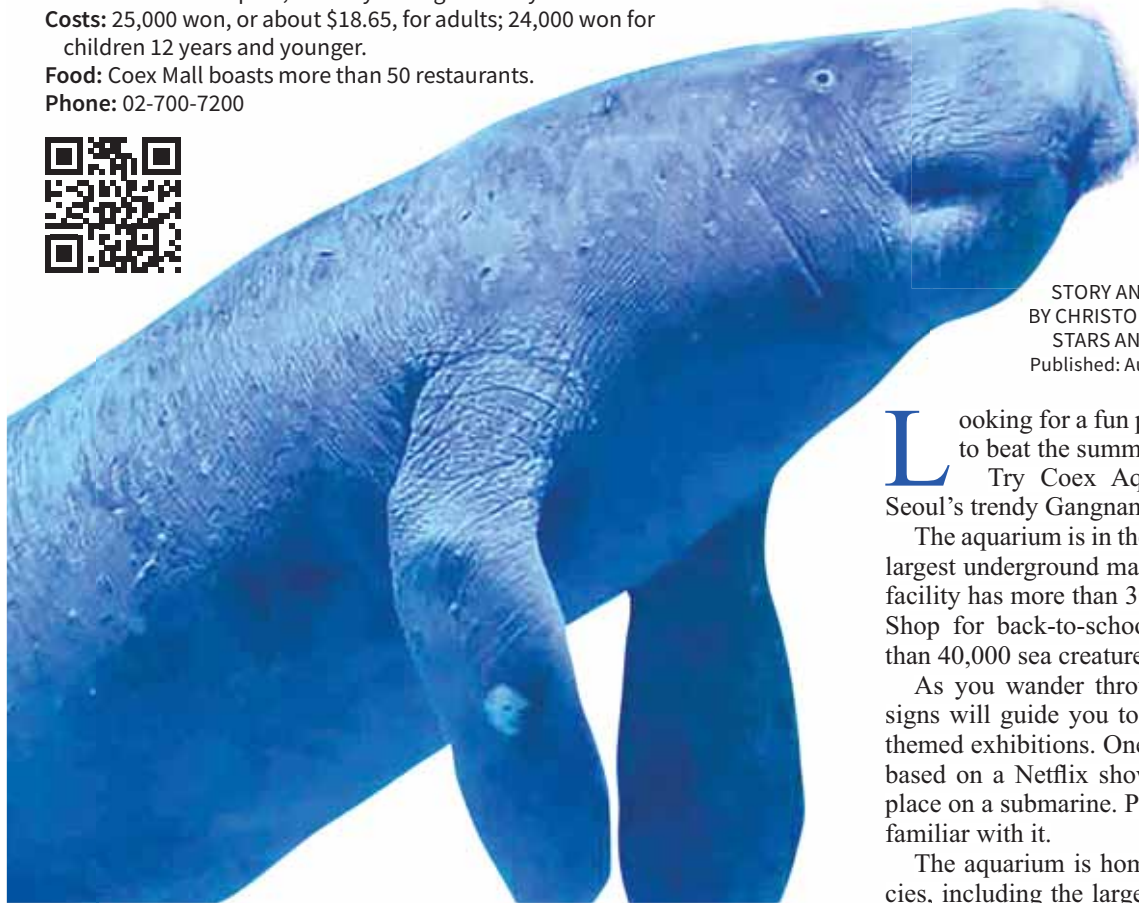 Costs: 25,000 won, or about $18.65, for adults; 24,000 won for
children 12 years and younger.
Food: Coex Mall boasts more than 50 restaurants.
Phone: 02-700-7200
STORY AN
BY CHRISTO
STARS AN
Published: Au
Looking for a fun p
to beat the summ
Try Coex Aq
Seoul's trendy Gangnam
The aquarium is in the
largest underground ma
facility has more than 3
Shop for back-to-schoo
than 40,000 sea creature
As you wander thro
signs will guide you to
themed exhibitions. One
based on a Netflix show
place on a submarine. P
familiar with it.
The aquarium is hom
cies, including the large